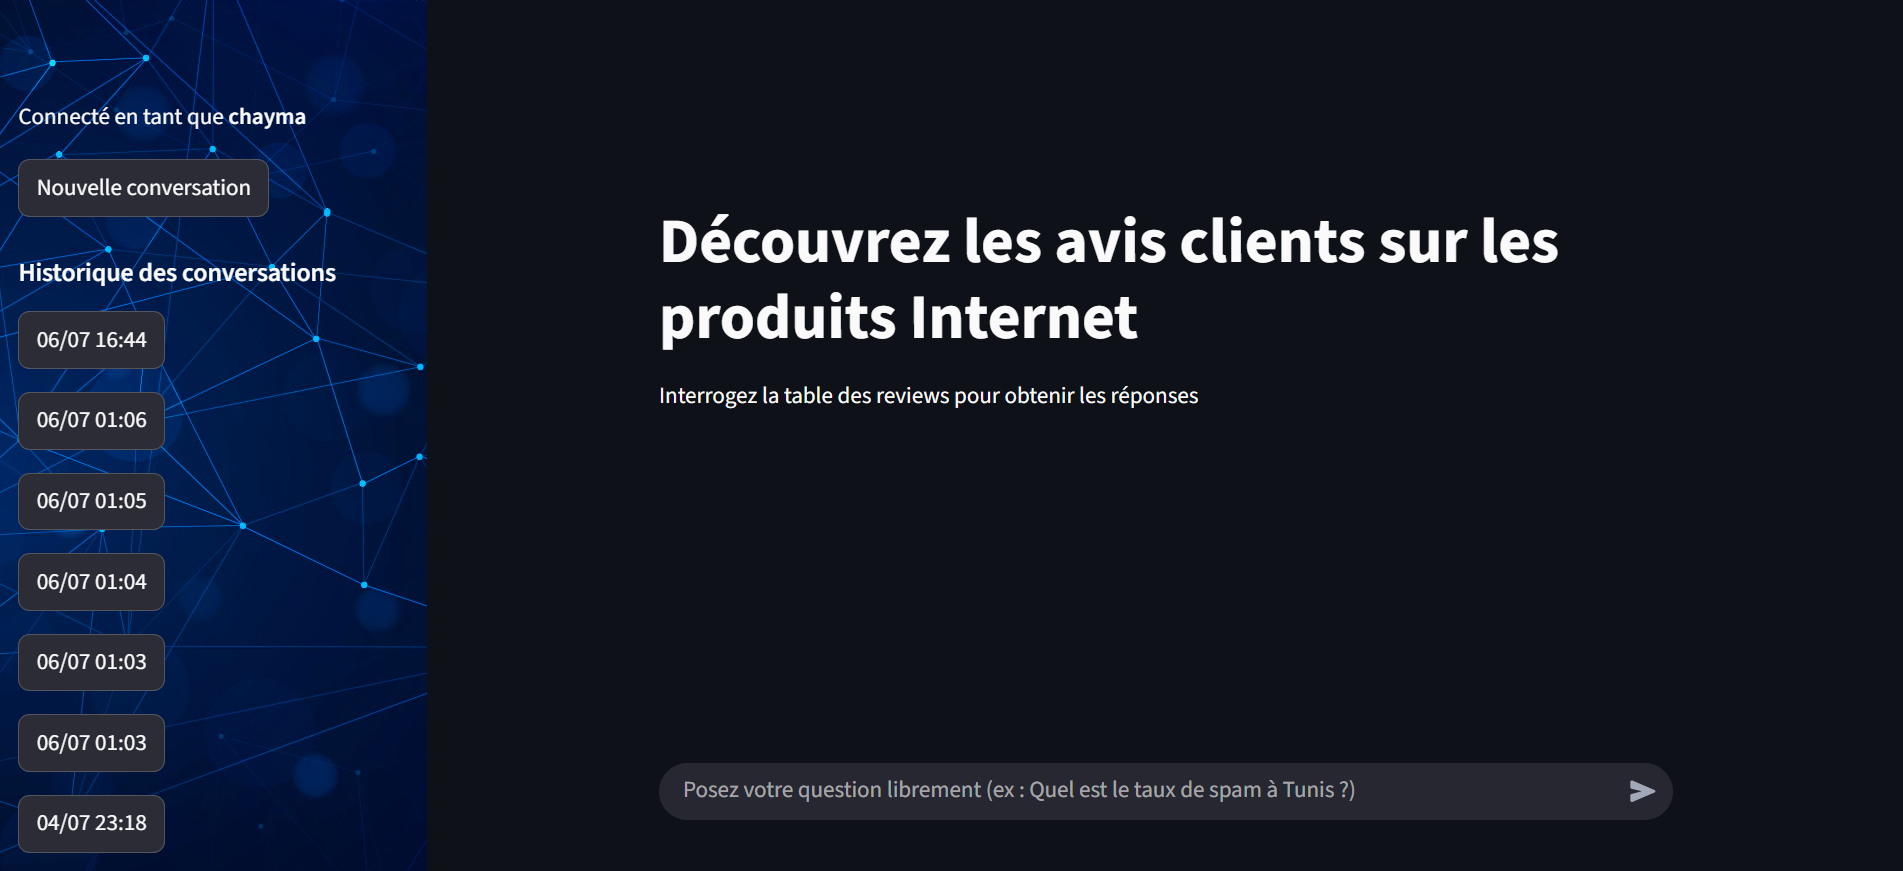 Connecté en tant que chayma
Nouvelle conversation
Historique des conversations
06/07 16:44
06/07 01:06
06/07 01:05
06/07 01:04
06/07 01:03
06/07 01:03
04/07 23:18
Découvrez les avis clients sur les
produits Internet
Interrogez la table des reviews pour obtenir les réponses
Posez votre question librement (ex : Quel est le taux de spam à Tunis ?)